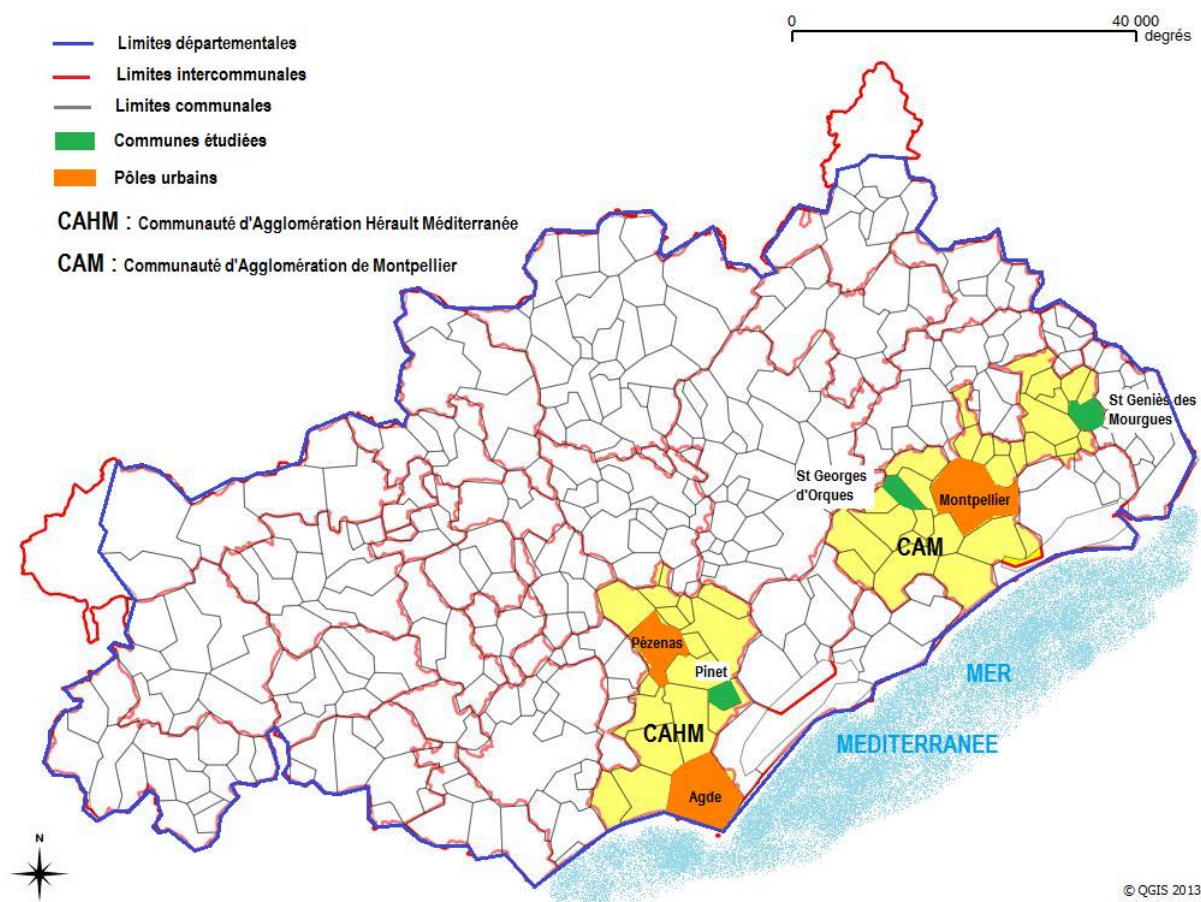 0 40 000
degrés
Limites départementales
Limites intercommunales
Limites communales
Communes étudiées
Pôles urbains
CAHM : Communauté d'Agglomération Hérault Méditerranée
CAM : Communauté d'Agglomération de Montpellier
St Geniès des
Mourgues
St Georges
d'Orques
Montpellier
CAM
Pézenas
Pinet
CAHM
Agde
MER
MEDITERRANEE
N
© QGIS 2013